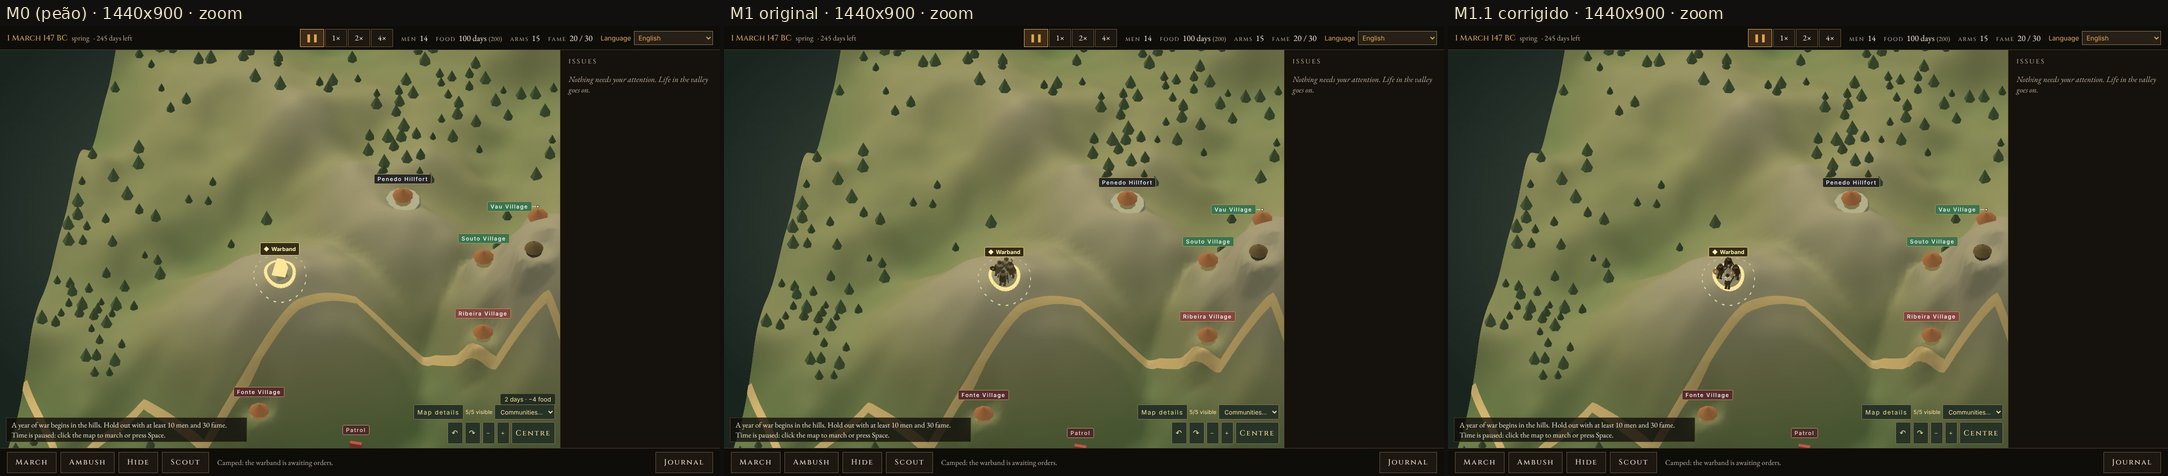 M0 (peão) · 1440x900 · zoom
1 MARCH 147 BC spring · 245 days left
❚❚ 1× 2× 4× MEN 14 FOOD 100 days (200) ARMS 15 FAME 20 / 30 Language English
ISSUES
Nothing needs your attention. Life in the valley
goes on.
Penedo Hillfort
Vau Village
Souto Village
◆ Warband
Ribeira Village
Fonte Village
2 days · −4 food
Map details 5/5 visible Communities...
A year of war begins in the hills. Hold out with at least 10 men and 30 fame.
Time is paused: click the map to march or press Space.
Patrol
↶ ↷ − + CENTRE
MARCH AMBUSH HIDE SCOUT Camped: the warband is awaiting orders. JOURNAL
M1 original · 1440x900 · zoom
1 MARCH 147 BC spring · 245 days left
❚❚ 1× 2× 4× MEN 14 FOOD 100 days (200) ARMS 15 FAME 20 / 30 Language English
ISSUES
Nothing needs your attention. Life in the valley
goes on.
Penedo Hillfort
Vau Village
Souto Village
◆ Warband
Ribeira Village
Fonte Village
Map details 5/5 visible Communities...
A year of war begins in the hills. Hold out with at least 10 men and 30 fame.
Time is paused: click the map to march or press Space.
Patrol
↶ ↷ − + CENTRE
MARCH AMBUSH HIDE SCOUT Camped: the warband is awaiting orders. JOURNAL
M1.1 corrigido · 1440x900 · zoom
1 MARCH 147 BC spring · 245 days left
❚❚ 1× 2× 4× MEN 14 FOOD 100 days (200) ARMS 15 FAME 20 / 30 Language English
ISSUES
Nothing needs your attention. Life in the valley
goes on.
Penedo Hillfort
Vau Village
Souto Village
◆ Warband
Ribeira Village
Fonte Village
Map details 5/5 visible Communities...
A year of war begins in the hills. Hold out with at least 10 men and 30 fame.
Time is paused: click the map to march or press Space.
Patrol
↶ ↷ − + CENTRE
MARCH AMBUSH HIDE SCOUT Camped: the warband is awaiting orders. JOURNAL